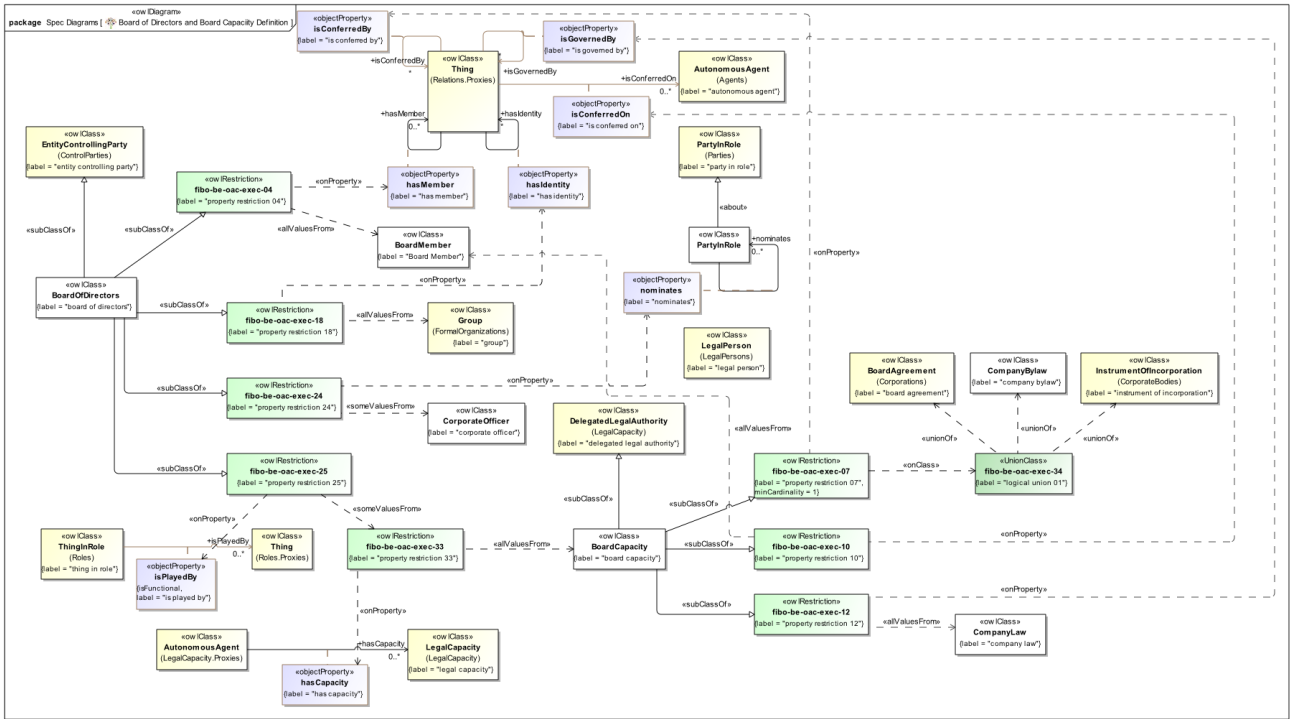 «owlDiagram»
package Spec Diagrams [ Board of Directors and Board Capacity Definition ]
«objectProperty»
isConferredBy
{label = "is conferred by"}
«objectProperty»
isGovernedBy
{label = "is governed by"}
+isConferredBy
*
«owlClass»
Thing
(Relations.Proxies)
*
+isGovernedBy
+isConferredOn
0..*
«owlClass»
AutonomousAgent
(Agents)
{label = "autonomous agent"}
«objectProperty»
isConferredOn
{label = "is conferred on"}
+hasMember
0..*
+hasIdentity
*
«owlClass»
EntityControllingParty
(ControlParties)
{label = "entity controlling party"}
«owlClass»
PartyInRole
(Parties)
{label = "party in role"}
«owlRestriction»
fibo-be-oac-exec-04
{label = "property restriction 04"}
«onProperty»
«objectProperty»
hasMember
{label = "has member"}
«objectProperty»
hasIdentity
{label = "has identity"}
«about»
«subClassOf»
«subClassOf»
«allValuesFrom»
«owlClass»
BoardMember
{label = "Board Member"}
«owlClass»
PartyInRole
+nominates
0..*
«onProperty»
«owlClass»
BoardOfDirectors
{label = "board of directors"}
«onProperty»
«objectProperty»
nominates
{label = "nominates"}
«subClassOf»
«owlRestriction»
fibo-be-oac-exec-18
{label = "property restriction 18"}
«allValuesFrom»
«owlClass»
Group
(FormalOrganizations)
{label = "group"}
«owlClass»
LegalPerson
(LegalPersons)
{label = "legal person"}
«owlClass»
BoardAgreement
(Corporations)
{label = "board agreement"}
«owlClass»
CompanyBylaw
{label = "company bylaw"}
«owlClass»
InstrumentOfIncorporation
(CorporateBodies)
{label = "instrument of incorporation"}
«subClassOf»
«owlRestriction»
fibo-be-oac-exec-24
{label = "property restriction 24"}
«onProperty»
«someValuesFrom»
«owlClass»
CorporateOfficer
{label = "corporate officer"}
«owlClass»
DelegatedLegalAuthority
(LegalCapacity)
{label = "delegated legal authority"}
«allValuesFrom»
«unionOf»
«unionOf»
«unionOf»
«subClassOf»
«owlRestriction»
fibo-be-oac-exec-25
{label = "property restriction 25"}
«owlRestriction»
fibo-be-oac-exec-07
{label = "property restriction 07",
minCardinality = 1}
«onClass»
«UnionClass»
fibo-be-oac-exec-34
{label = "logical union 01"}
«subClassOf»
«subClassOf»
«onProperty»
«someValuesFrom»
«owlClass»
ThingInRole
(Roles)
{label = "thing in role"}
+isPlayedBy
0..*
«owlClass»
Thing
(Roles.Proxies)
«objectProperty»
isPlayedBy
{isFunctional,
label = "is played by"}
«owlRestriction»
fibo-be-oac-exec-33
{label = "property restriction 33"}
«allValuesFrom»
«owlClass»
BoardCapacity
{label = "board capacity"}
«subClassOf»
«owlRestriction»
fibo-be-oac-exec-10
{label = "property restriction 10"}
«onProperty»
«onProperty»
«subClassOf»
«owlRestriction»
fibo-be-oac-exec-12
{label = "property restriction 12"}
«onProperty»
«allValuesFrom»
«owlClass»
CompanyLaw
{label = "company law"}
«owlClass»
AutonomousAgent
(LegalCapacity.Proxies)
+hasCapacity
0..*
«owlClass»
LegalCapacity
(LegalCapacity)
{label = "legal capacity"}
«objectProperty»
hasCapacity
{label = "has capacity"}